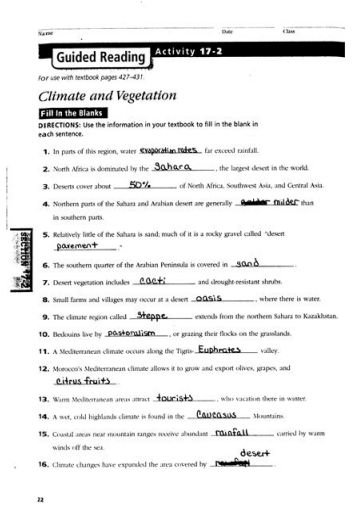 Name Date Class
Guided Reading Activity 17-2
For use with textbook pages 427–431.
Climate and Vegetation
Fill In the Blanks
DIRECTIONS: Use the information in your textbook to fill in the blank in
each sentence.
1. In parts of this region, water evaporation rates far exceed rainfall.
2. North Africa is dominated by the Sahara, the largest desert in the world.
3. Deserts cover about 50% of North Africa, Southwest Asia, and Central Asia.
4. Northern parts of the Sahara and Arabian desert are generally milder than
in southern parts.
5. Relatively little of the Sahara is sand; much of it is a rocky gravel called "desert
pavement.
6. The southern quarter of the Arabian Peninsula is covered in sand.
7. Desert vegetation includes cacti and drought-resistant shrubs.
8. Small farms and villages may occur at a desert oasis, where there is water.
9. The climate region called steppe extends from the northern Sahara to Kazakhstan.
10. Bedouins live by pastoralism, or grazing their flocks on the grasslands.
11. A Mediterranean climate occurs along the Tigris-Euphrates valley.
12. Morocco's Mediterranean climate allows it to grow and export olives, grapes, and
citrus fruits.
13. Warm Mediterranean areas attract tourists, who vacation there in winter.
14. A wet, cold highlands climate is found in the Caucasus Mountains.
15. Coastal areas near mountain ranges receive abundant rainfall carried by warm
winds off the sea.
desert
16. Climate changes have expanded the area covered by .
SECTION 17-2
22